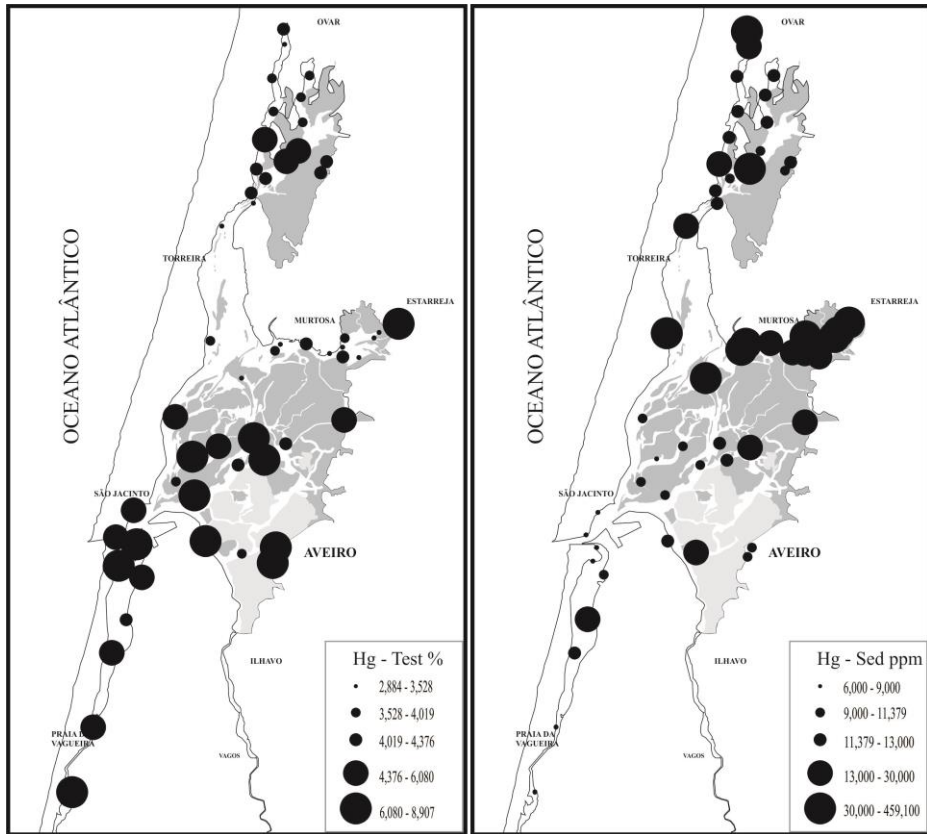 OVAR
OCEANO ATLÂNTICO
TORREIRA
ESTARREJA
MURTOSA
SÃO JACINTO
AVEIRO
ILHAVO
PRAIA DA
VAGUEIRA
VAGOS
Hg - Test %
2,884 - 3,528
3,528 - 4,019
4,019 - 4,376
4,376 - 6,080
6,080 - 8,907
OVAR
OCEANO ATLÂNTICO
TORREIRA
ESTARREJA
MURTOSA
SÃO JACINTO
AVEIRO
ILHAVO
PRAIA DA
VAGUEIRA
VAGOS
Hg - Sed ppm
6,000 - 9,000
9,000 - 11,379
11,379 - 13,000
13,000 - 30,000
30,000 - 459,100